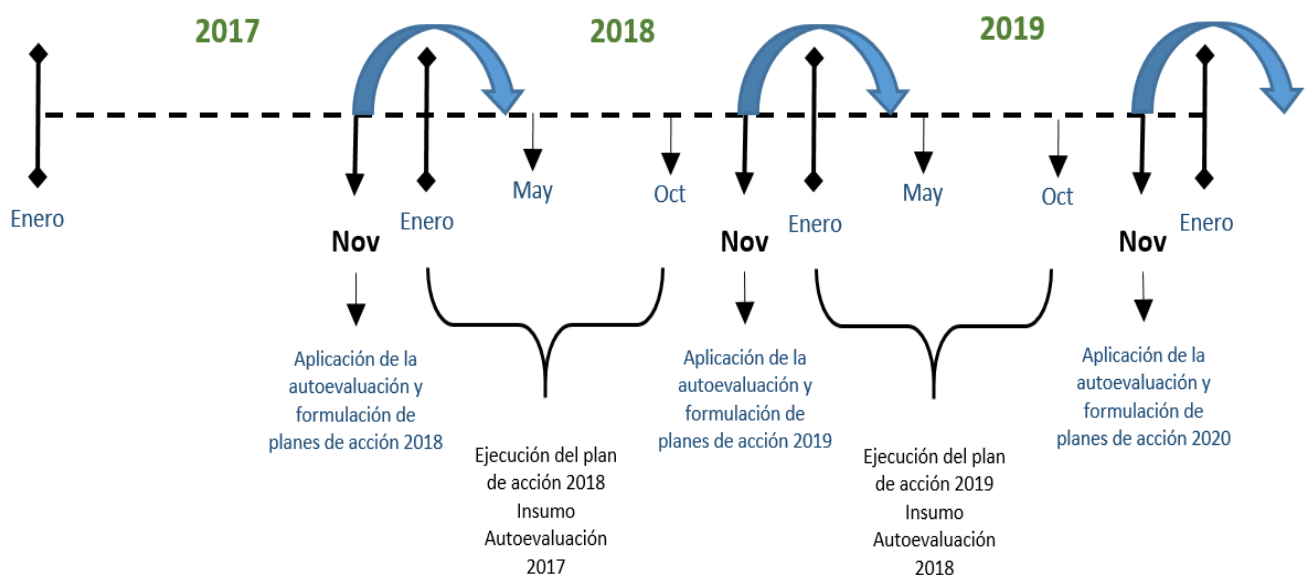 2017
2018
2019
Enero
Nov
Enero
May
Oct
Nov
Enero
May
Oct
Nov
Enero
Aplicación de la
autoevaluación y
formulación de
planes de acción 2018
Ejecución del plan
de acción 2018
Insumo
Autoevaluación
2017
Aplicación de la
autoevaluación y
formulación de
planes de acción 2019
Ejecución del plan
de acción 2019
Insumo
Autoevaluación
2018
Aplicación de la
autoevaluación y
formulación de
planes de acción 2020